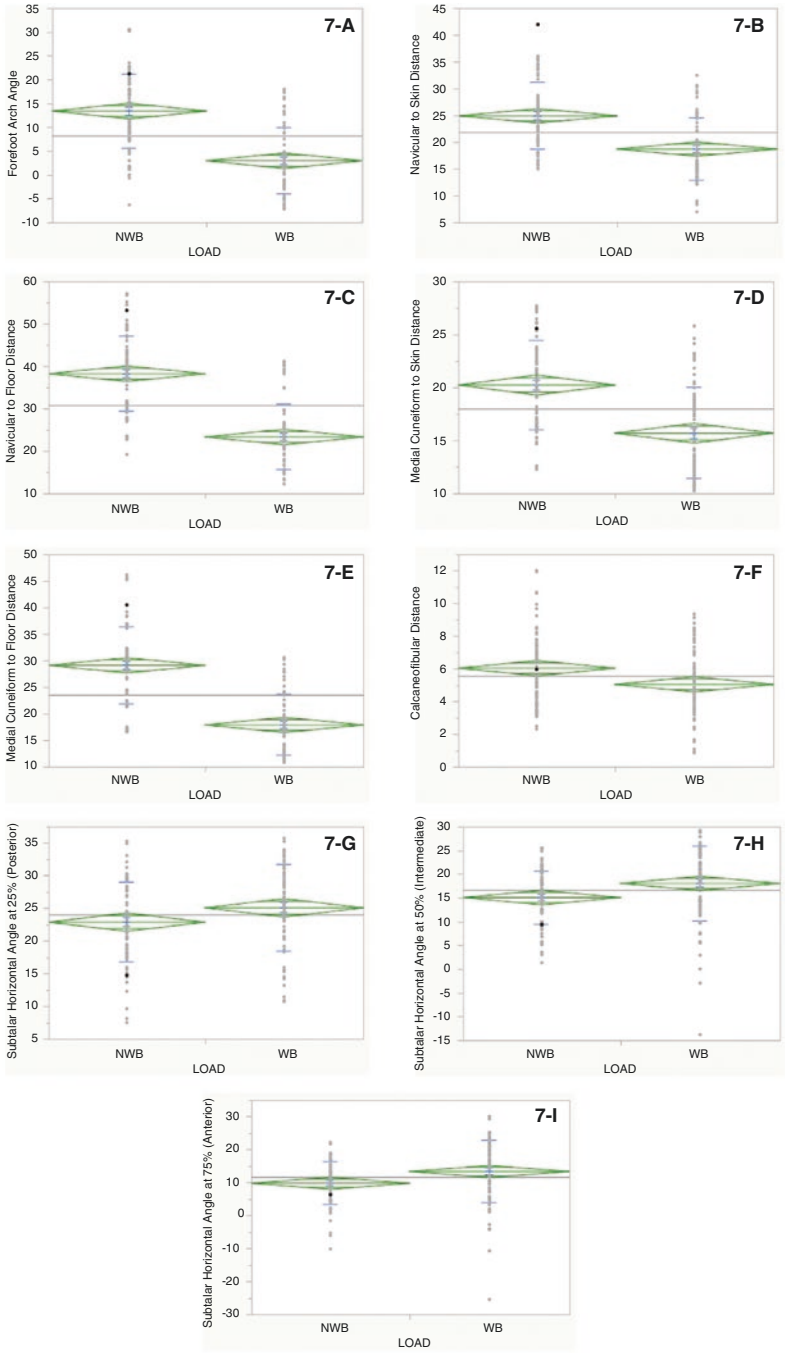 7-A
Forefoot Arch Angle
35
30
25
20
15
10
5
0
-5
-10
NWB WB
LOAD
7-B
Navicular to Skin Distance
45
40
35
30
25
20
15
10
5
NWB WB
LOAD
7-C
Navicular to Floor Distance
60
50
40
30
20
10
NWB WB
LOAD
7-D
Medial Cuneiform to Skin Distance
30
25
20
15
10
NWB WB
LOAD
7-E
Medial Cuneiform to Floor Distance
50
45
40
35
30
25
20
15
10
NWB WB
LOAD
7-F
Calcaneofibular Distance
12
10
8
6
4
2
0
NWB WB
LOAD
7-G
Subtalar Horizontal Angle at 25% (Posterior)
35
30
25
20
15
10
5
NWB WB
LOAD
7-H
Subtalar Horizontal Angle at 50% (Intermediate)
30
25
20
15
10
5
0
-5
-10
-15
NWB WB
LOAD
7-I
Subtalar Horizontal Angle at 75% (Anterior)
30
20
10
0
-10
-20
-30
NWB WB
LOAD